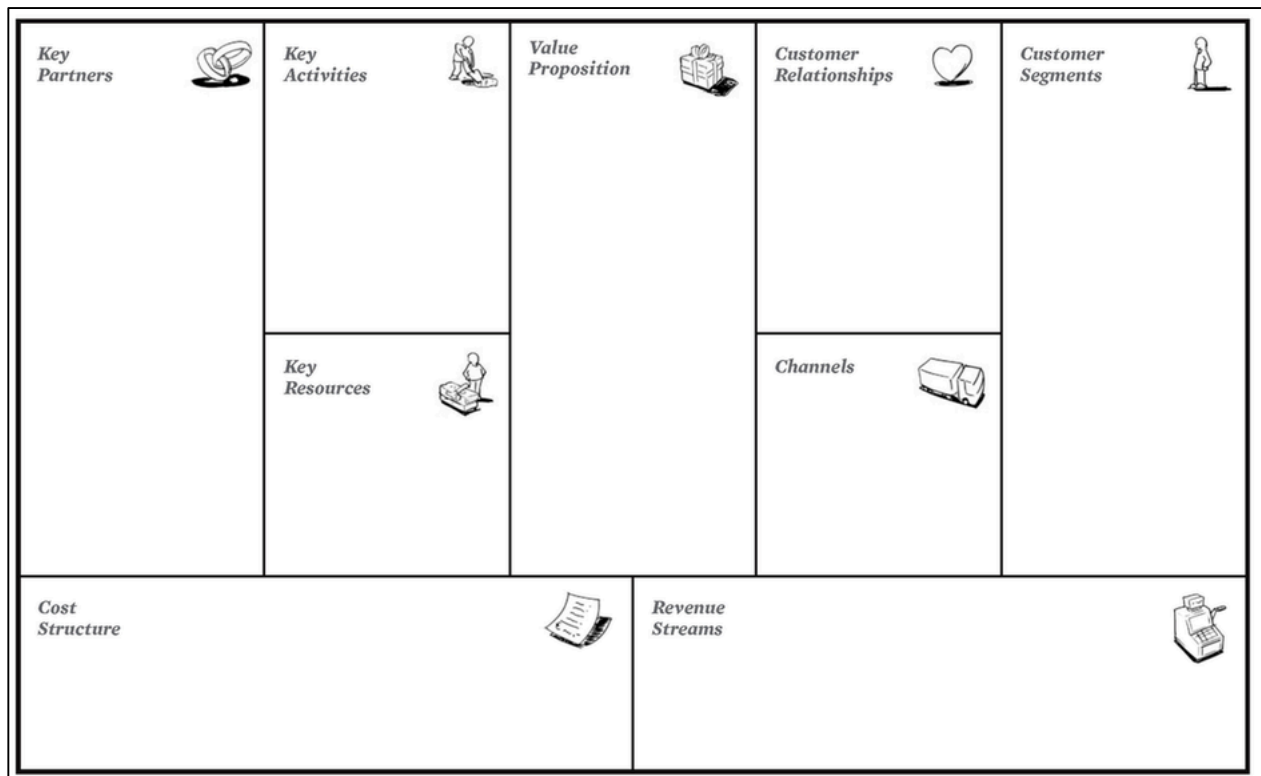 Key
Partners
Key
Activities
Value
Proposition
Customer
Relationships
Customer
Segments
Key
Resources
Channels
Cost
Structure
Revenue
Streams